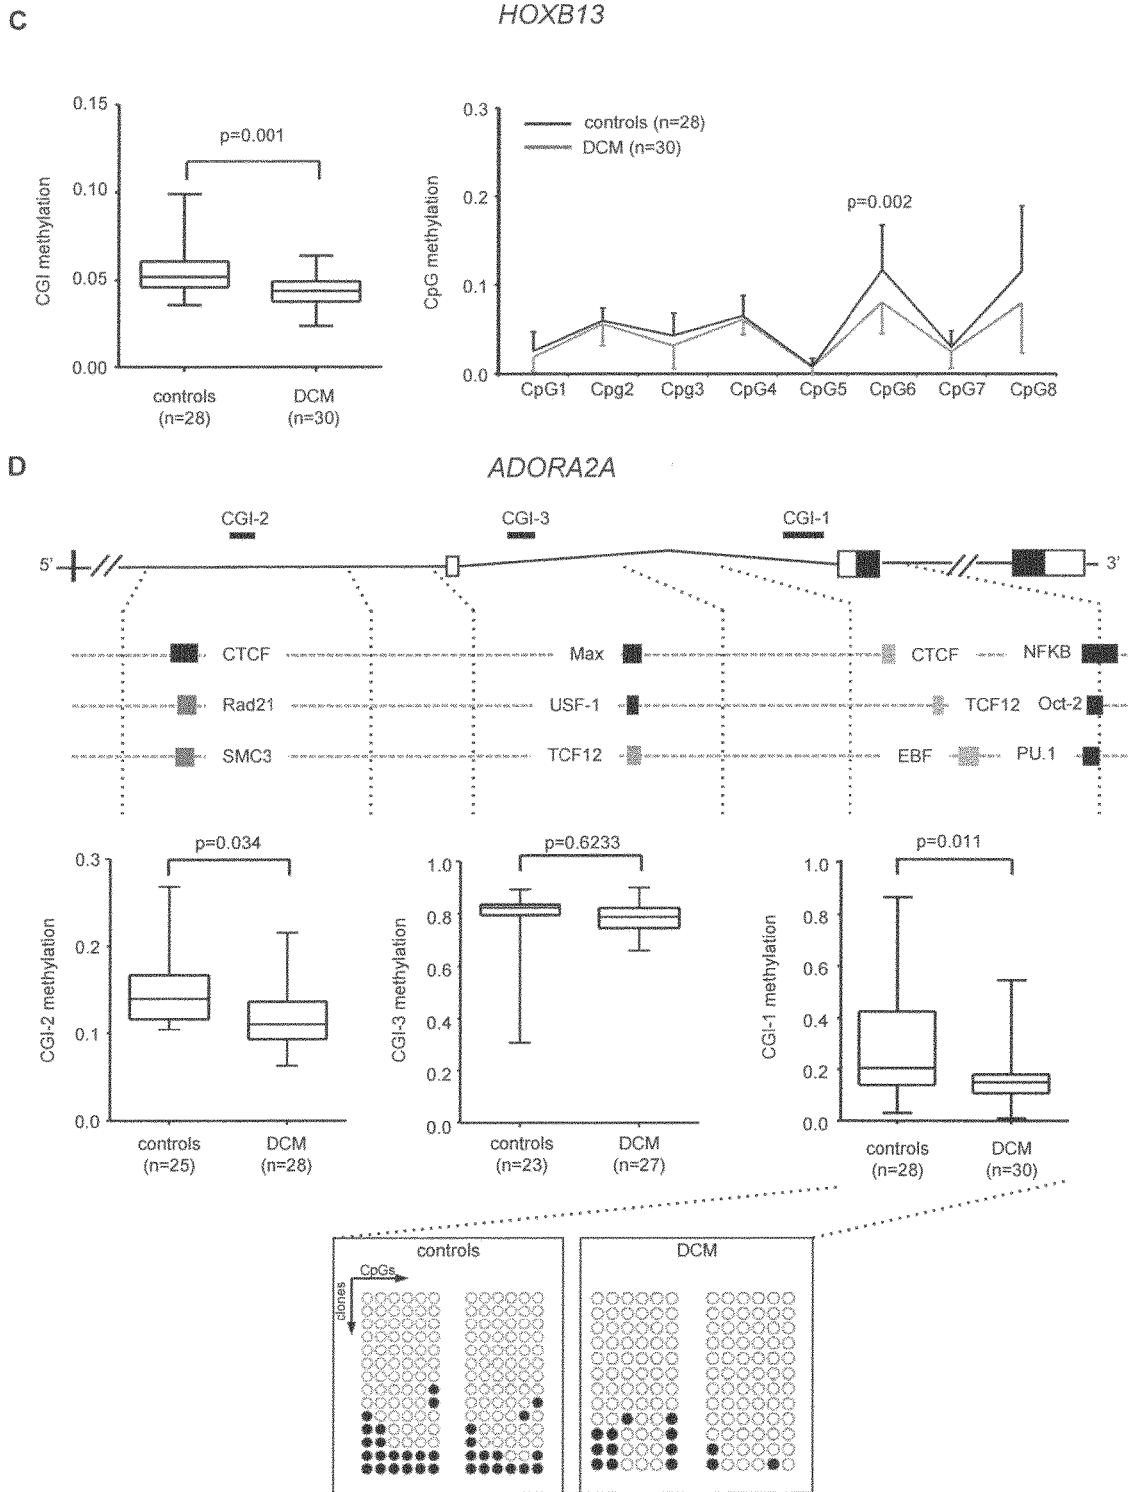 C
HOXB13
0.15
0.10
0.05
0.00
CGI methylation
p=0.001
controls
(n=28)
DCM
(n=30)
0.3
0.2
0.1
0.0
CpG methylation
controls (n=28)
DCM (n=30)
p=0.002
CpG1
Cpg2
Cpg3
CpG4
CpG5
CpG6
CpG7
CpG8
D
ADORA2A
CGI-2
CGI-3
CGI-1
5'
3'
CTCF
Max
CTCF
NFKB
Rad21
USF-1
TCF12
Oct-2
SMC3
TCF12
EBF
PU.1
0.3
0.2
0.1
0.0
CGI-2 methylation
p=0.034
controls
(n=25)
DCM
(n=28)
1.0
0.8
0.6
0.4
0.2
0.0
CGI-3 methylation
p=0.6233
controls
(n=23)
DCM
(n=27)
1.0
0.8
0.6
0.4
0.2
0.0
CGI-1 methylation
p=0.011
controls
(n=28)
DCM
(n=30)
controls
CpGs
clones
DCM